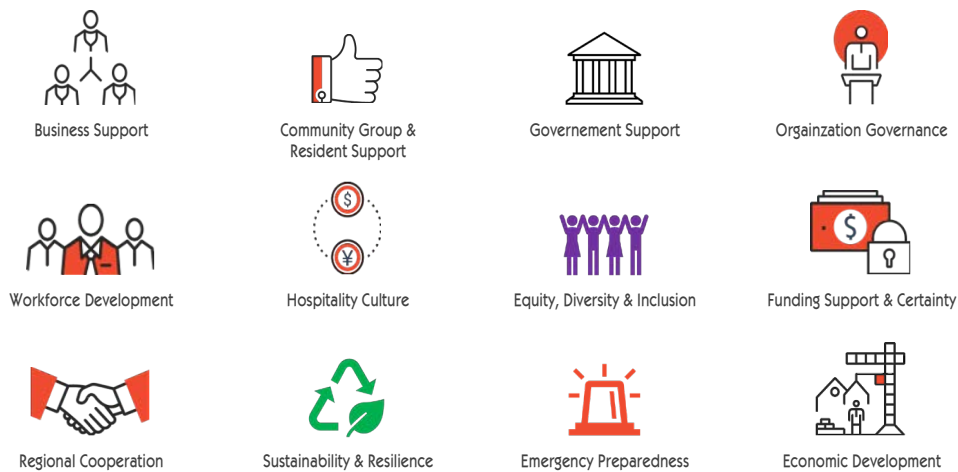 Business Support
Community Group &
Resident Support
Governement Support
Orgainzation Governance
$
¥
$
Workforce Development
Hospitality Culture
Equity, Diversity & Inclusion
Funding Support & Certainty
Regional Cooperation
Sustainability & Resilience
Emergency Preparedness
Economic Development